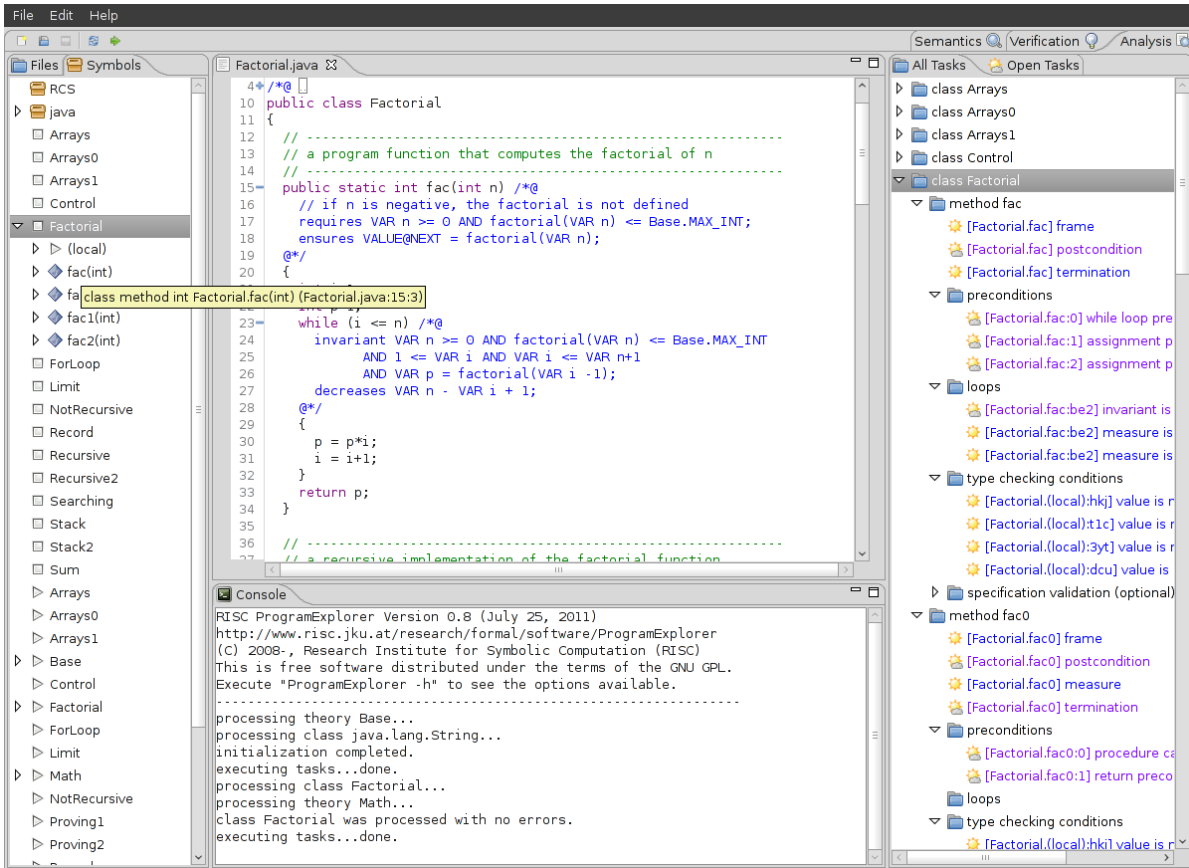 File Edit Help
Semantics Verification Analysis
Files Symbols
RCS
java
Arrays
Arrays0
Arrays1
Control
Factorial
(local)
fac(int)
fa
class method int Factorial.fac(int) (Factorial.java:15:3)
fac1(int)
fac2(int)
ForLoop
Limit
NotRecursive
Record
Recursive
Recursive2
Searching
Stack
Stack2
Sum
Arrays
Arrays0
Arrays1
Base
Control
Factorial
ForLoop
Limit
Math
NotRecursive
Proving1
Proving2
Factorial.java
4 /*@
10 public class Factorial
11 {
12 // ------------------------------------------------------------
13 // a program function that computes the factorial of n
14 // ------------------------------------------------------------
15 public static int fac(int n) /*@
16 // if n is negative, the factorial is not defined
17 requires VAR n >= 0 AND factorial(VAR n) <= Base.MAX_INT;
18 ensures VALUE@NEXT = factorial(VAR n);
19 @*/
20 {
23 while (i <= n) /*@
24 invariant VAR n >= 0 AND factorial(VAR n) <= Base.MAX_INT
25 AND 1 <= VAR i AND VAR i <= VAR n+1
26 AND VAR p = factorial(VAR i -1);
27 decreases VAR n - VAR i + 1;
28 @*/
29 {
30 p = p*i;
31 i = i+1;
32 }
33 return p;
34 }
35
36 // ------------------------------------------------------------
37 // a recursive implementation of the factorial function
Console
RISC ProgramExplorer Version 0.8 (July 25, 2011)
http://www.risc.jku.at/research/formal/software/ProgramExplorer
(C) 2008-, Research Institute for Symbolic Computation (RISC)
This is free software distributed under the terms of the GNU GPL.
Execute "ProgramExplorer -h" to see the options available.
------------------------------------------------------------------
processing theory Base...
processing class java.lang.String...
initialization completed.
executing tasks...done.
processing class Factorial...
processing theory Math...
class Factorial was processed with no errors.
executing tasks...done.
All Tasks Open Tasks
class Arrays
class Arrays0
class Arrays1
class Control
class Factorial
method fac
[Factorial.fac] frame
[Factorial.fac] postcondition
[Factorial.fac] termination
preconditions
[Factorial.fac:0] while loop pre
[Factorial.fac:1] assignment p
[Factorial.fac:2] assignment p
loops
[Factorial.fac:be2] invariant is
[Factorial.fac:be2] measure is
[Factorial.fac:be2] measure is
type checking conditions
[Factorial.(local):hkj] value is n
[Factorial.(local):t1c] value is n
[Factorial.(local):3yt] value is n
[Factorial.(local):dcu] value is
specification validation (optional)
method fac0
[Factorial.fac0] frame
[Factorial.fac0] postcondition
[Factorial.fac0] measure
[Factorial.fac0] termination
preconditions
[Factorial.fac0:0] procedure ca
[Factorial.fac0:1] return preco
loops
type checking conditions
[Factorial.(local):hkj] value is n